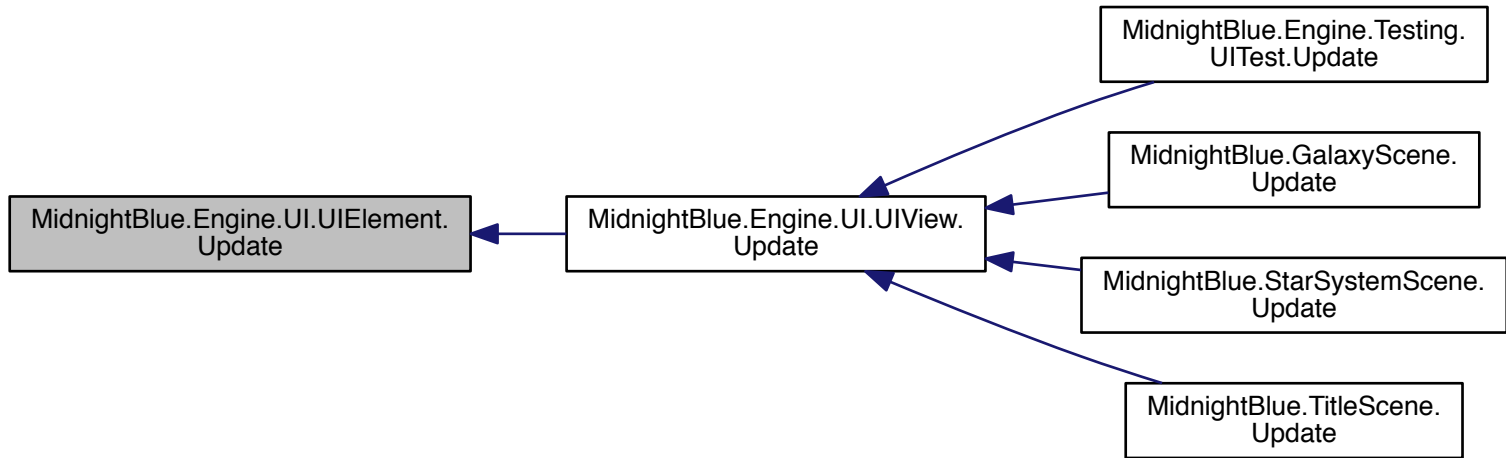 MidnightBlue.Engine.UI.UIElement.
Update
MidnightBlue.Engine.UI.UIView.
Update
MidnightBlue.Engine.Testing.
UITest.Update
MidnightBlue.GalaxyScene.
Update
MidnightBlue.StarSystemScene.
Update
MidnightBlue.TitleScene.
Update